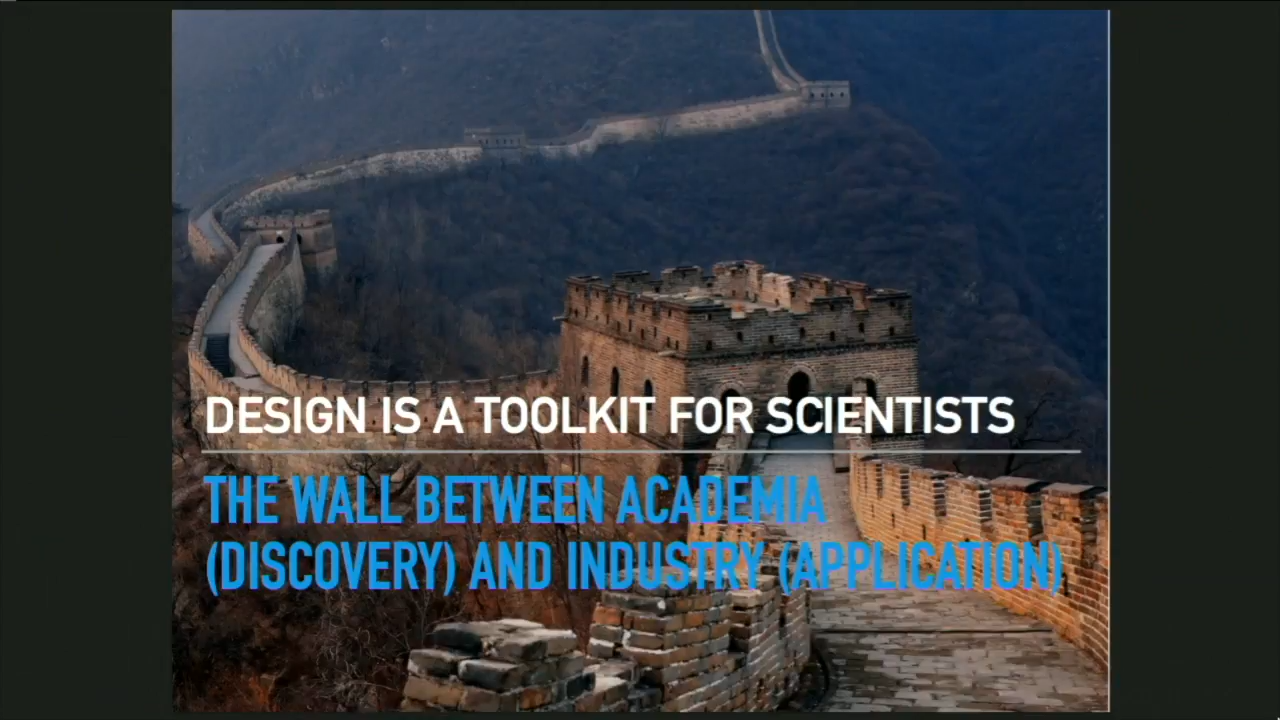 DESIGN IS A TOOLKIT FOR SCIENTISTS
THE WALL BETWEEN ACADEMIA
(DISCOVERY) AND INDUSTRY (APPLICATION)